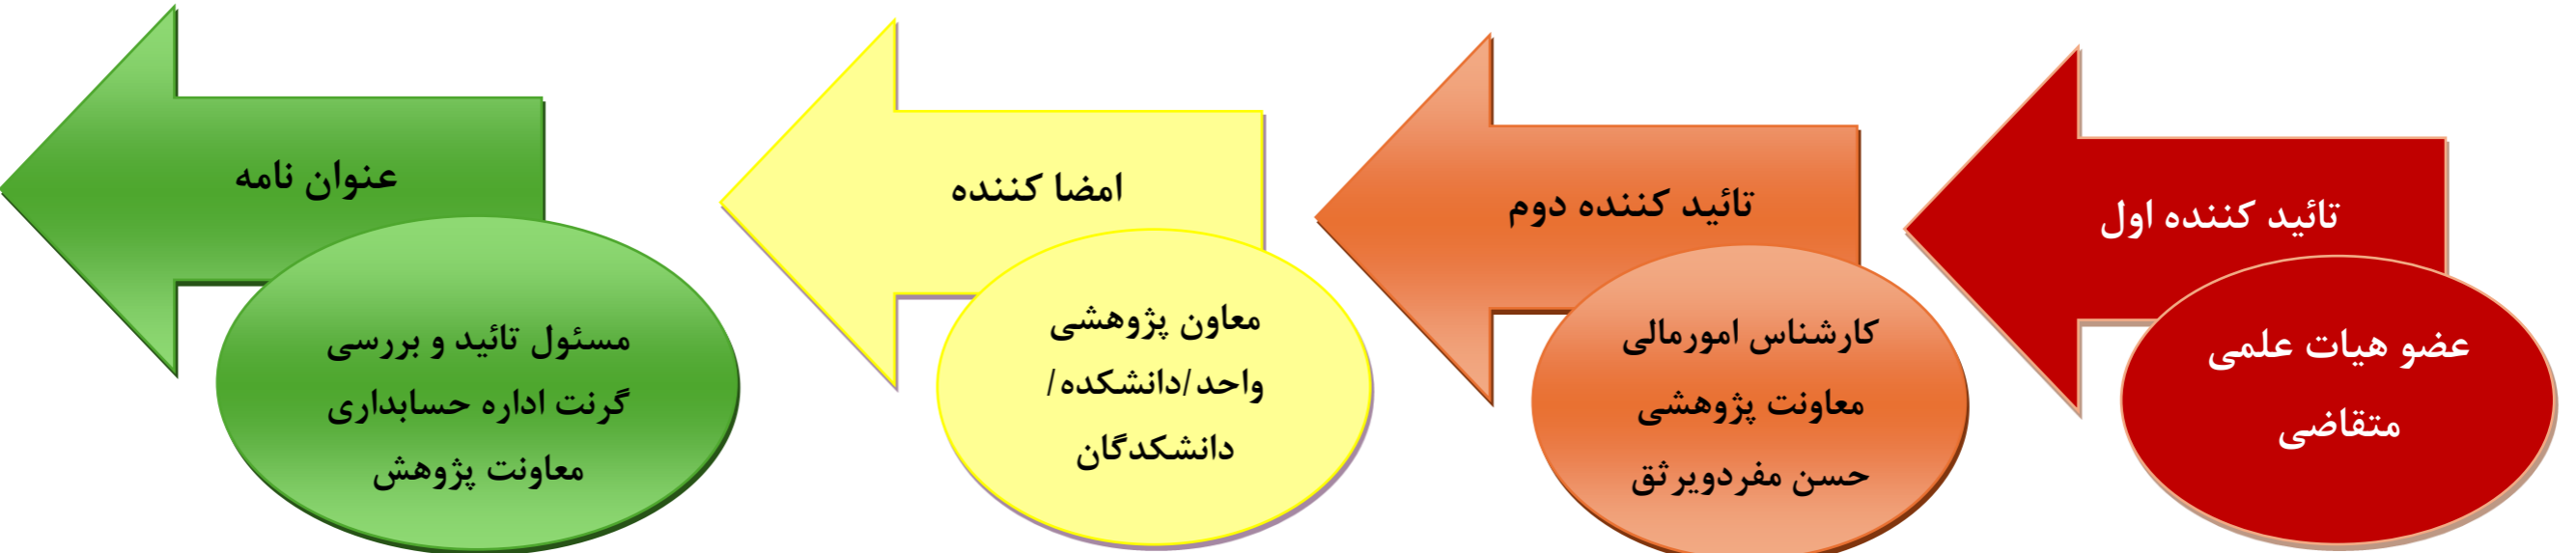 تائید کننده اول
عضو هیات علمی
متقاضی
تائید کننده دوم
کارشناس امورمالی
معاونت پژوهشی
حسن مفردویرثق
امضا کننده
معاون پژوهشی
واحد/دانشکده/
دانشکدگان
عنوان نامه
مسئول تائید و بررسی
گرنت اداره حسابداری
معاونت پژوهش